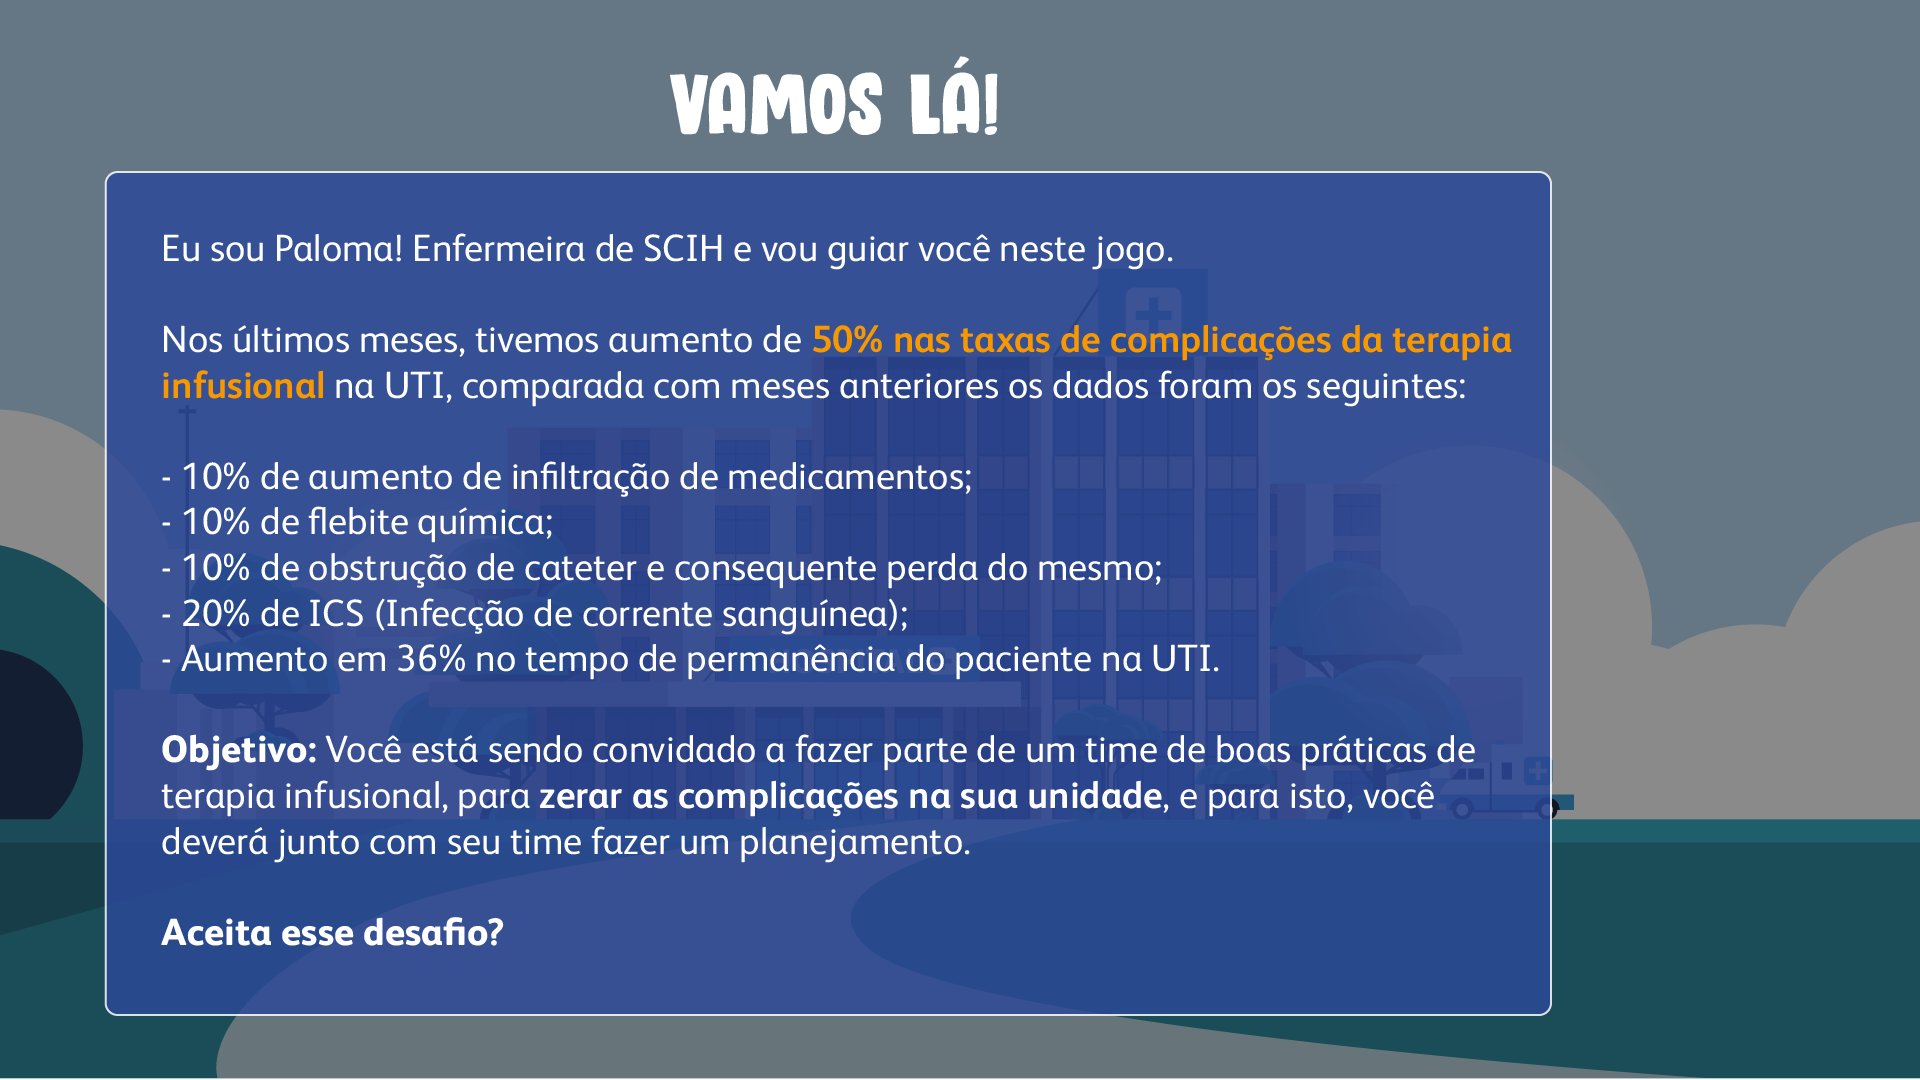 VAMOS LÁ!
Eu sou Paloma! Enfermeira de SCIH e vou guiar você neste jogo.
Nos últimos meses, tivemos aumento de 50% nas taxas de complicações da terapia
infusional na UTI, comparada com meses anteriores os dados foram os seguintes:
- 10% de aumento de infiltração de medicamentos;
- 10% de flebite química;
- 10% de obstrução de cateter e consequente perda do mesmo;
- 20% de ICS (Infecção de corrente sanguínea);
- Aumento em 36% no tempo de permanência do paciente na UTI.
Objetivo: Você está sendo convidado a fazer parte de um time de boas práticas de
terapia infusional, para zerar as complicações na sua unidade, e para isto, você
deverá junto com seu time fazer um planejamento.
Aceita esse desafio?